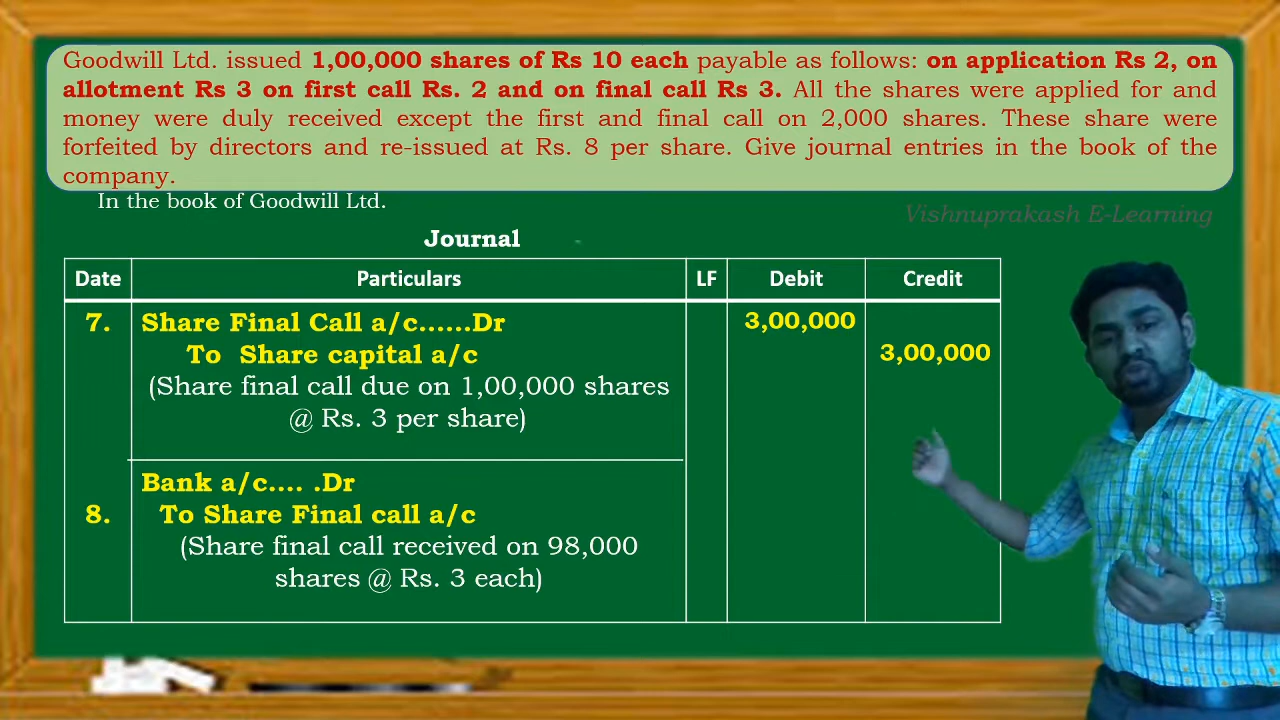 Goodwill Ltd. issued 1,00,000 shares of Rs 10 each payable as follows: on application Rs 2, on
allotment Rs 3 on first call Rs. 2 and on final call Rs 3. All the shares were applied for and
money were duly received except the first and final call on 2,000 shares. These share were
forfeited by directors and re-issued at Rs. 8 per share. Give journal entries in the book of the
company.
In the book of Goodwill Ltd.
Vishnuprakash E-Learning
Journal
Date Particulars LF Debit Credit
7. Share Final Call a/c......Dr 3,00,000
To Share capital a/c 3,00,000
(Share final call due on 1,00,000 shares
@ Rs. 3 per share)
Bank a/c.... .Dr
8. To Share Final call a/c
(Share final call received on 98,000
shares @ Rs. 3 each)